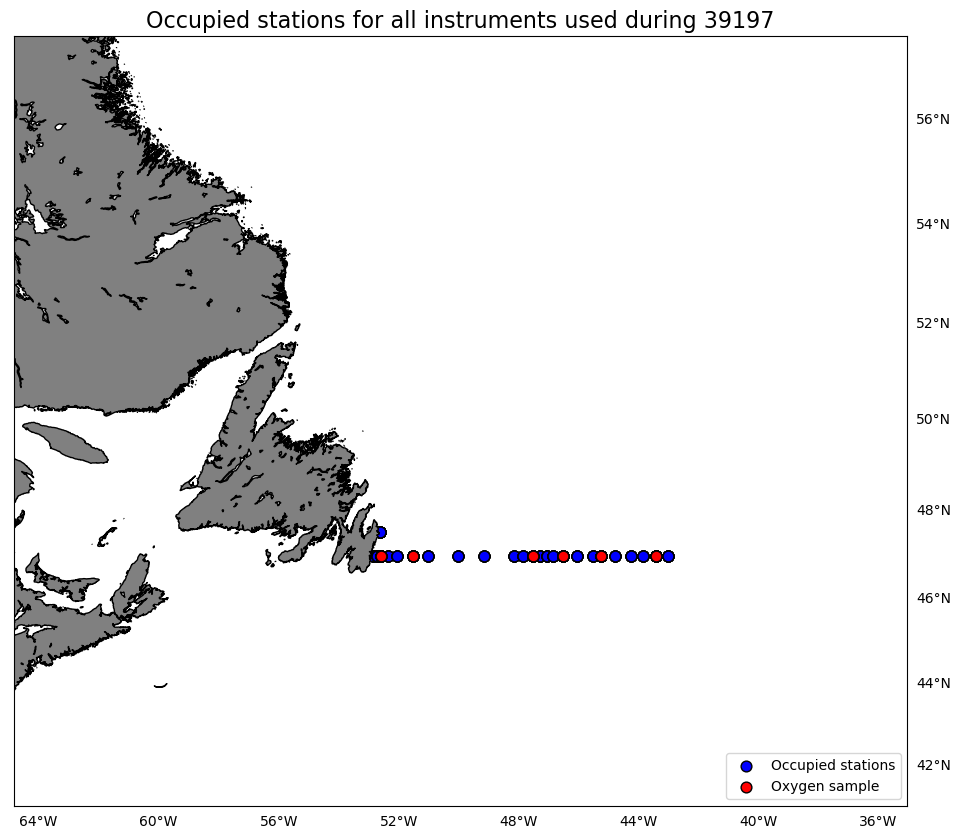 Occupied stations for all instruments used during 39197
56°N
54°N
52°N
50°N
48°N
46°N
44°N
42°N
Occupied stations
Oxygen sample
64°W 60°W 56°W 52°W 48°W 44°W 40°W 36°W